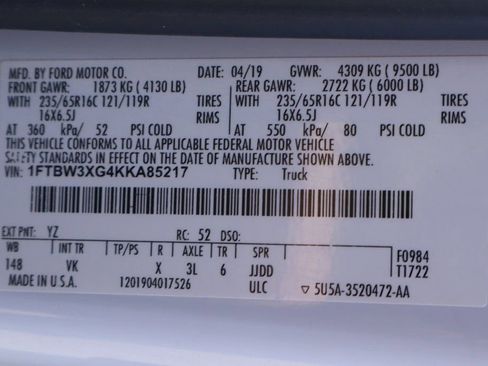 MFD. BY FORD MOTOR CO. DATE: 04/19 GVWR: 4309 KG ( 9500 LB)
FRONT GAWR: 1873 KG ( 4130 LB) REAR GAWR: 2722 KG ( 6000 LB)
WITH 235/65R16C 121/119R TIRES WITH 235/65R16C 121/119R TIRES
16X6.5J RIMS 16X6.5J RIMS
AT 360 kPa/ 52 PSI COLD AT 550 kPa/ 80 PSI COLD
THIS VEHICLE CONFORMS TO ALL APPLICABLE FEDERAL MOTOR VEHICLE
SAFETY STANDARDS IN EFFECT ON THE DATE OF MANUFACTURE SHOWN ABOVE.
VIN: 1FTBW3XG4KKA85217 TYPE: Truck
EXT PNT: YZ RC: 52 DSO:
WB INT TR TP/PS R AXLE TR SPR F0984
148 VK X 3L 6 JJDD T1722
MADE IN U.S.A. 1201904017526 ULC ▽ 5U5A-3520472-AA